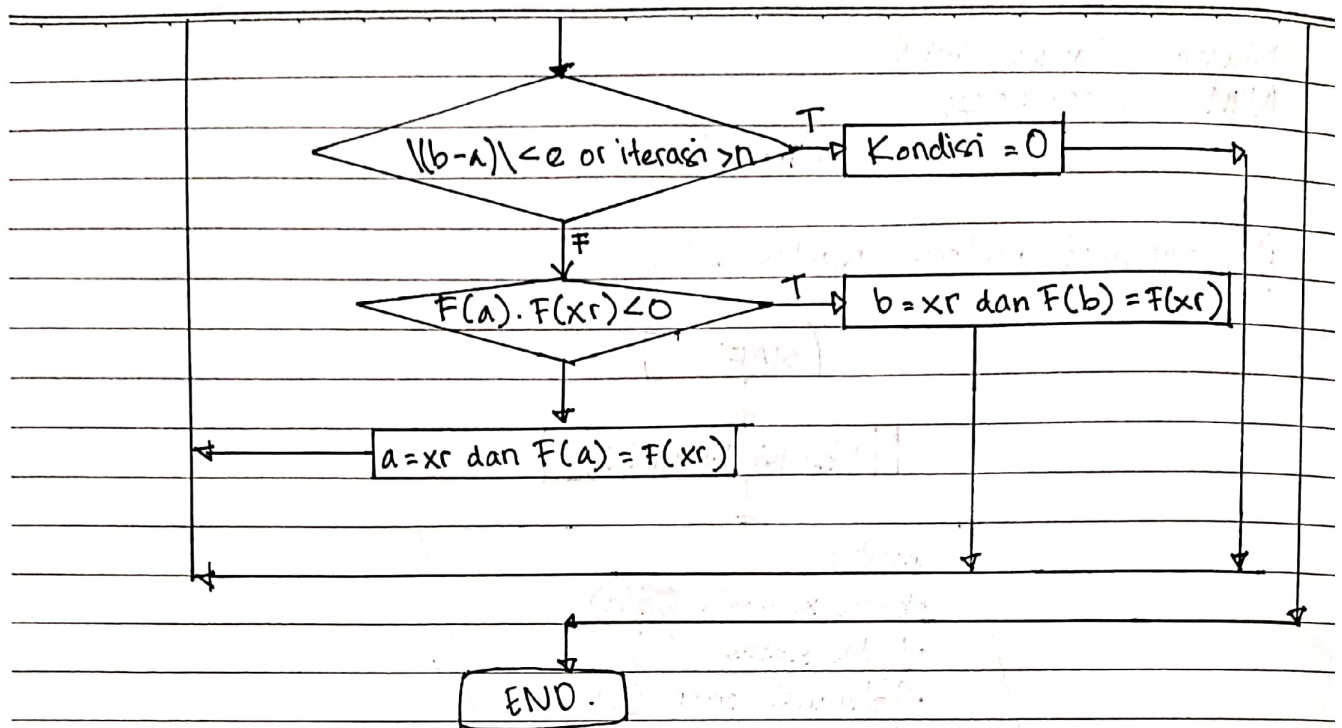 |(b-a)| < e or iterasi > n
T
Kondisi = 0
F
F(a). F(xr) < 0
T
b = xr dan F(b) = F(xr)
a = xr dan F(a) = F(xr)
END.